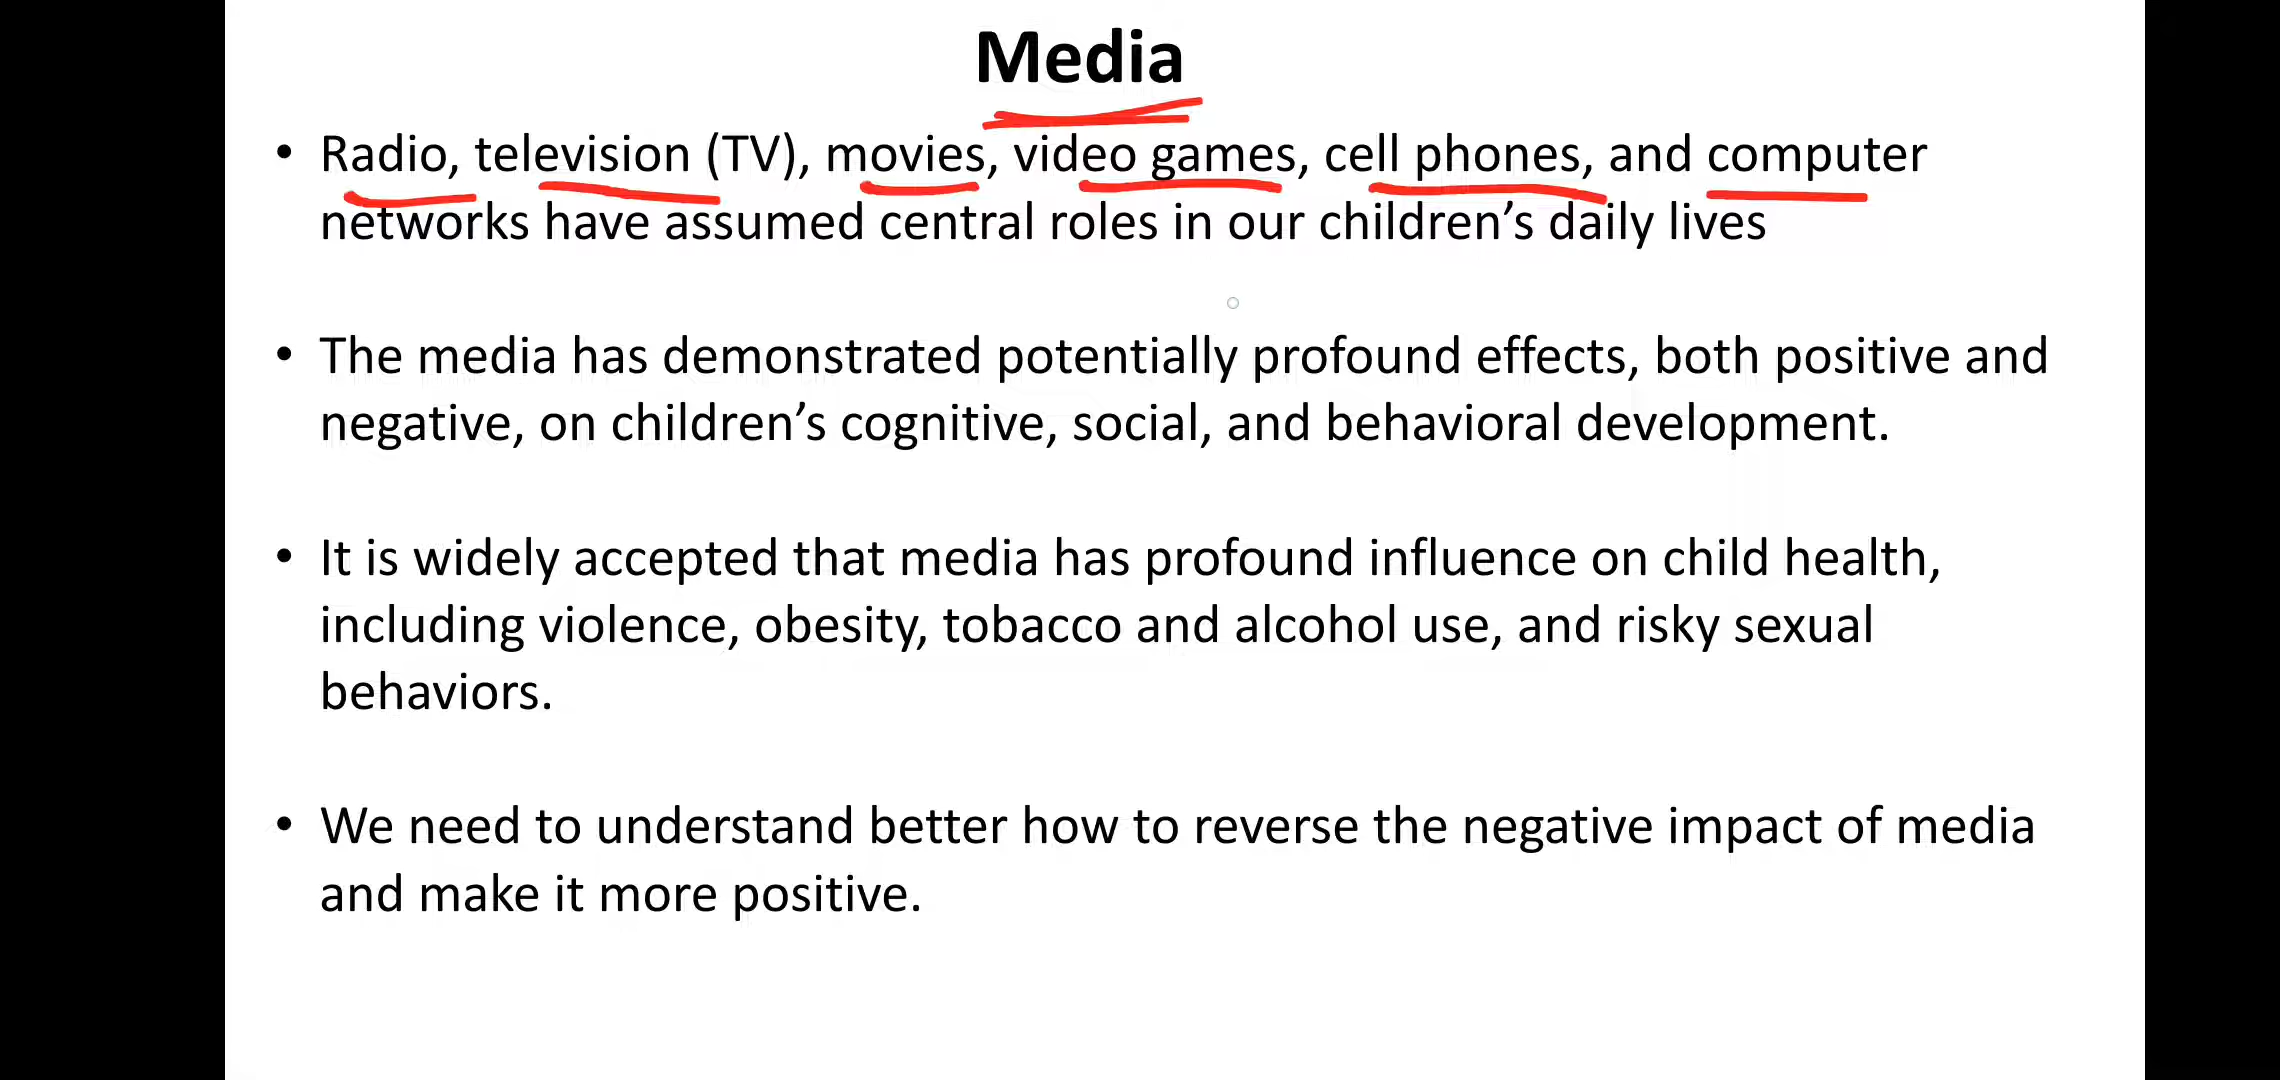 Media
• Radio, television (TV), movies, video games, cell phones, and computer
networks have assumed central roles in our children’s daily lives
• The media has demonstrated potentially profound effects, both positive and
negative, on children’s cognitive, social, and behavioral development.
• It is widely accepted that media has profound influence on child health,
including violence, obesity, tobacco and alcohol use, and risky sexual
behaviors.
• We need to understand better how to reverse the negative impact of media
and make it more positive.